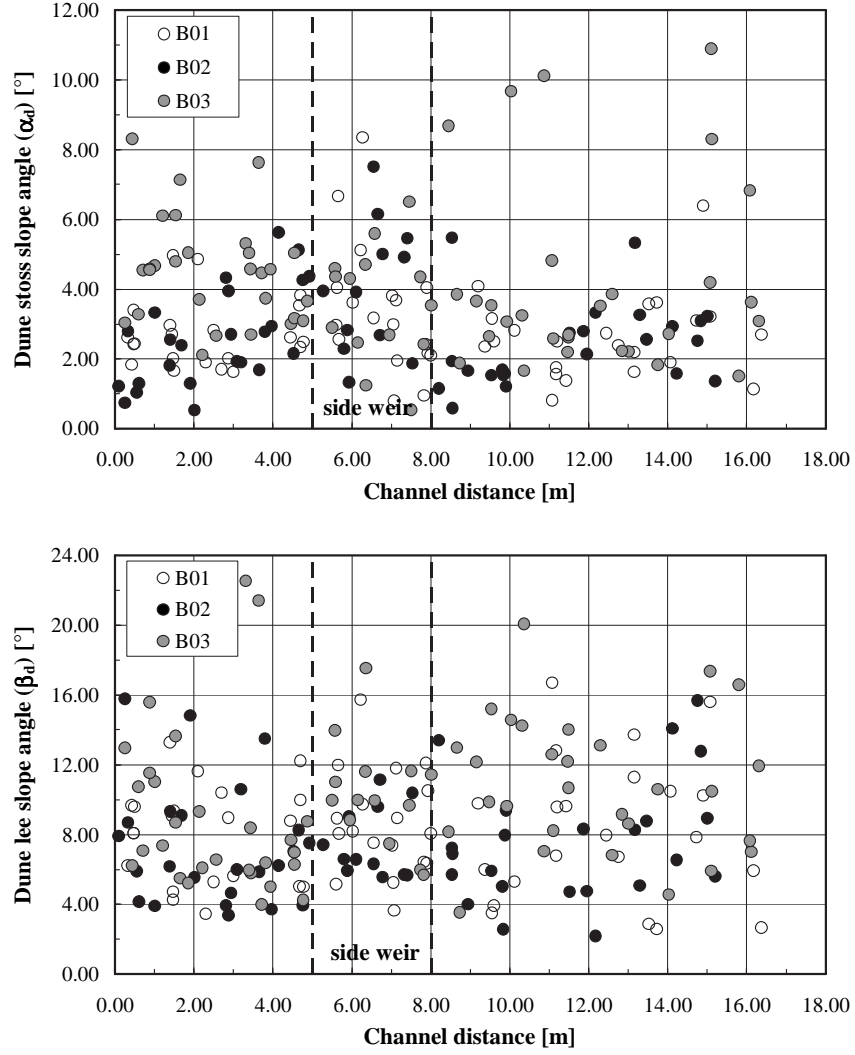 12.00
10.00
8.00
6.00
4.00
2.00
0.00
Dune stoss slope angle (αd) [°]
B01
B02
B03
side weir
0.00 2.00 4.00 6.00 8.00 10.00 12.00 14.00 16.00 18.00
Channel distance [m]
24.00
20.00
16.00
12.00
8.00
4.00
0.00
Dune lee slope angle (βd) [°]
B01
B02
B03
side weir
0.00 2.00 4.00 6.00 8.00 10.00 12.00 14.00 16.00 18.00
Channel distance [m]